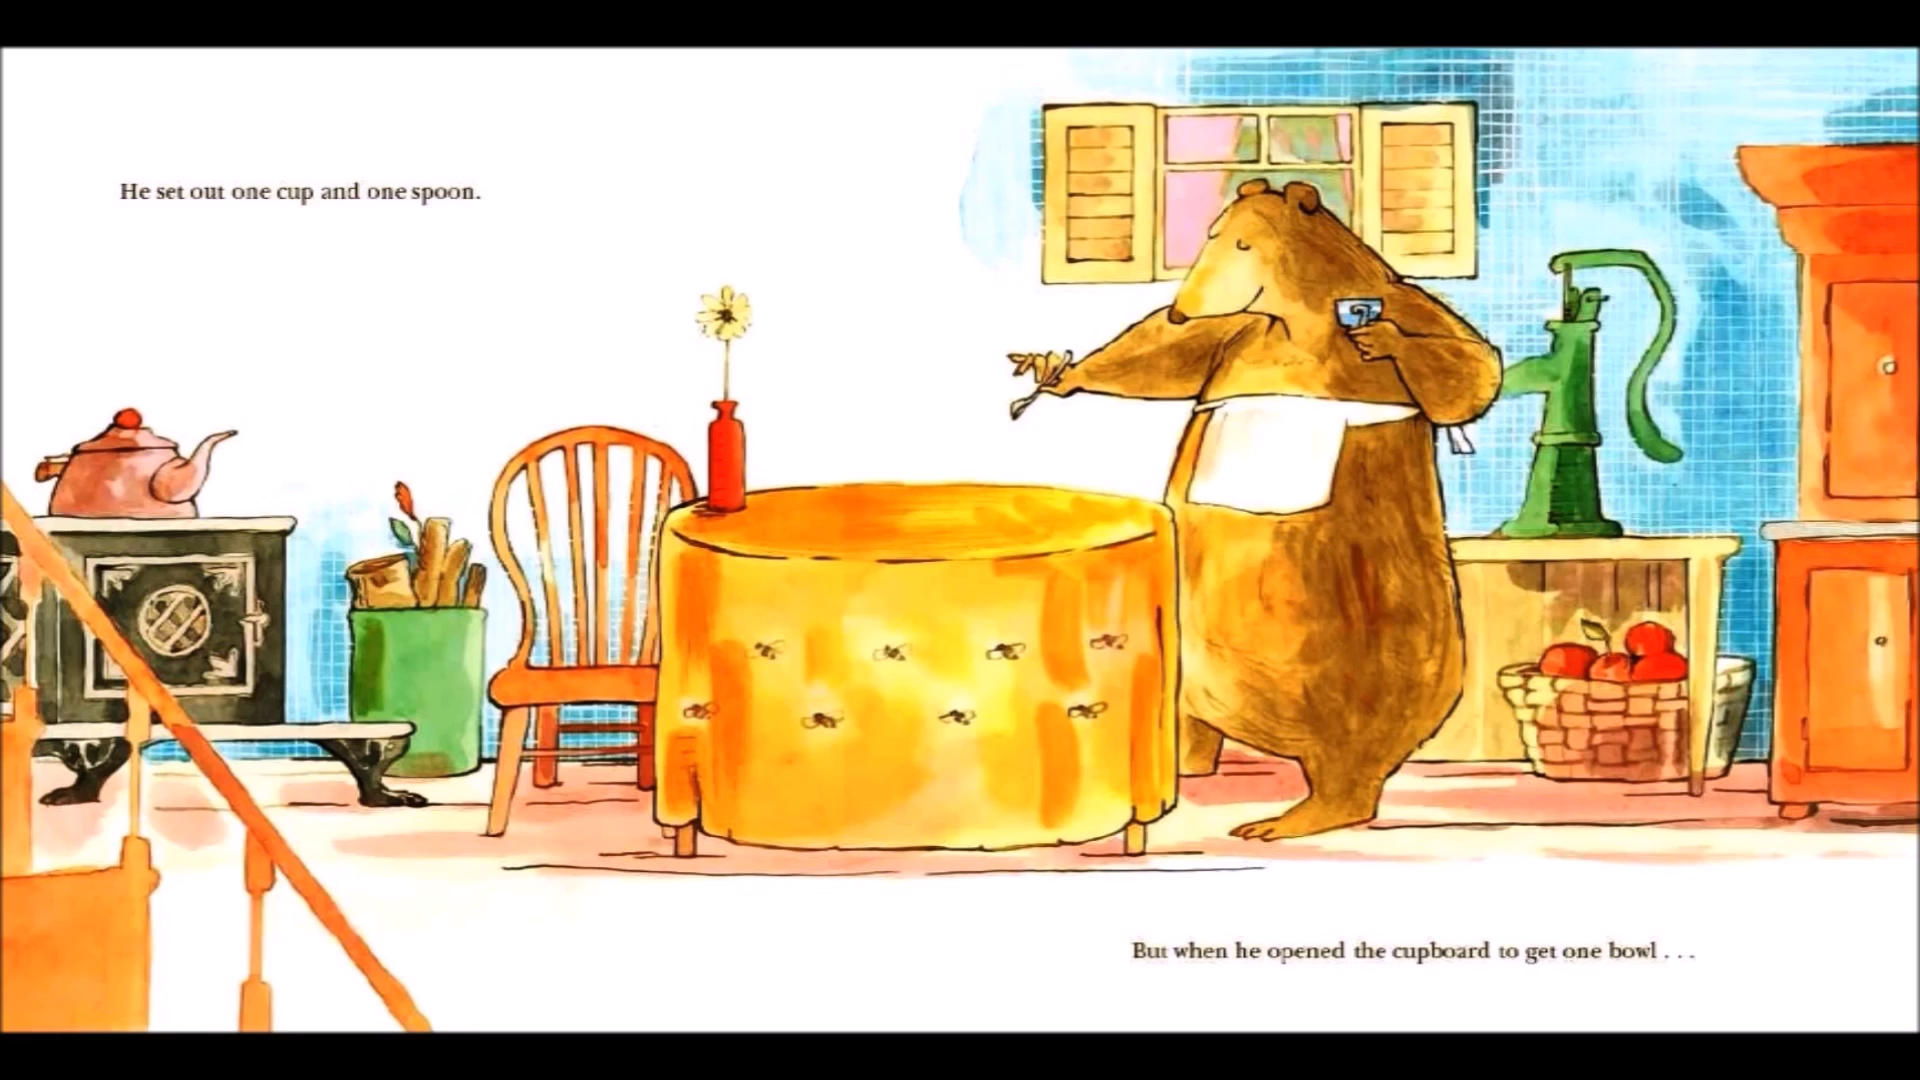 He set out one cup and one spoon.
But when he opened the cupboard to get one bowl . . .